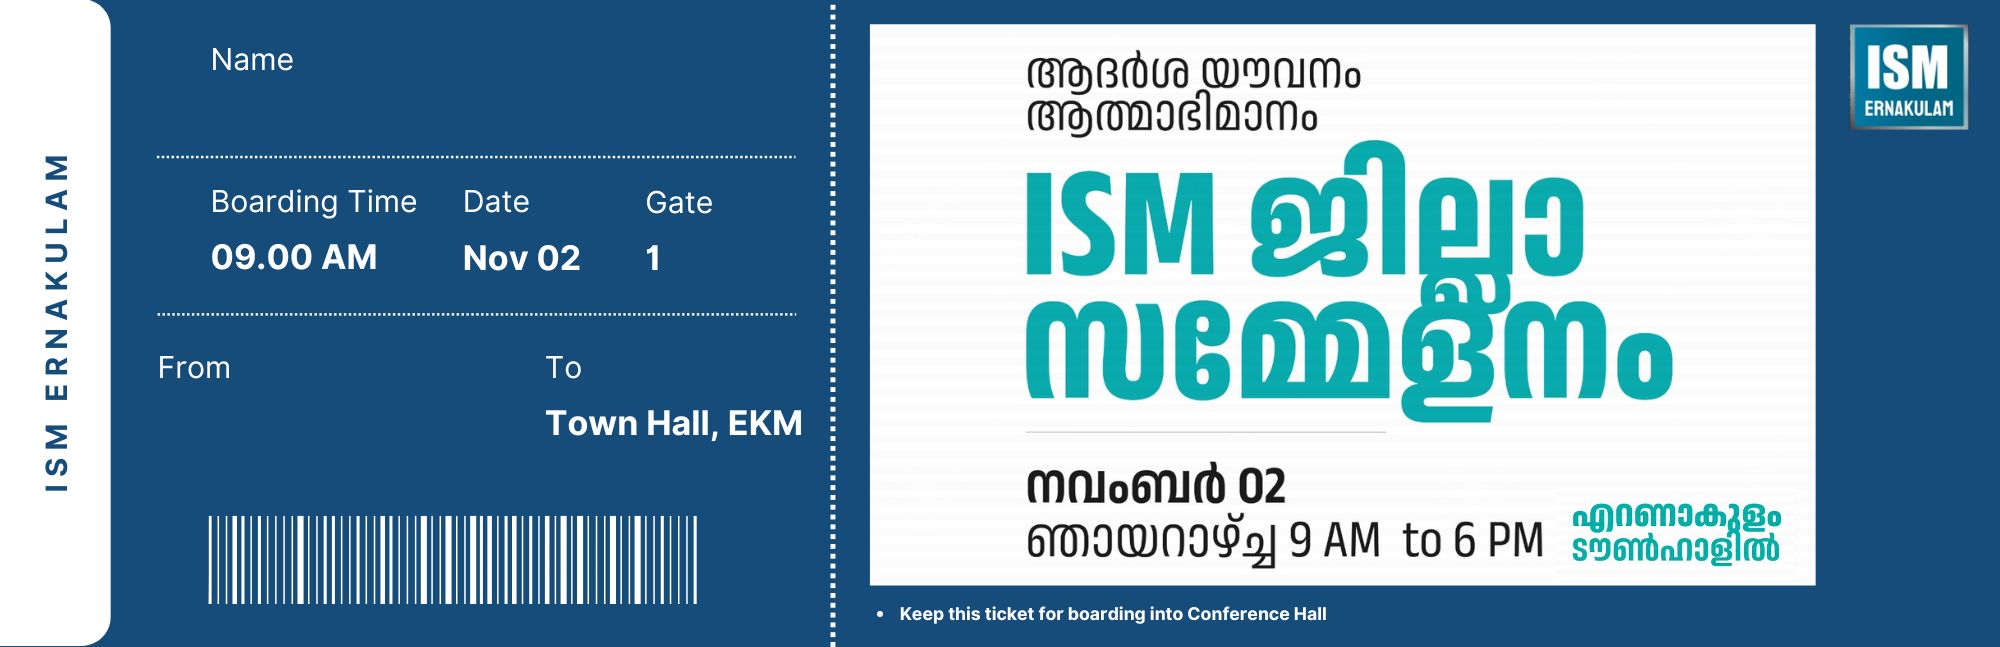 ISM ERNAKULAM
Name
Boarding Time Date Gate
09.00 AM Nov 02 1
From To
Town Hall, EKM
ആദർശ യൗവനം
ആത്മാഭിമാനം
ISM ജില്ലാ
സമ്മേളനം
നവംബർ 02
ഞായറാഴ്ച്ച 9 AM to 6 PM
എറണാകുളം
ടൗൺഹാളിൽ
• Keep this ticket for boarding into Conference Hall
ISM
ERNAKULAM